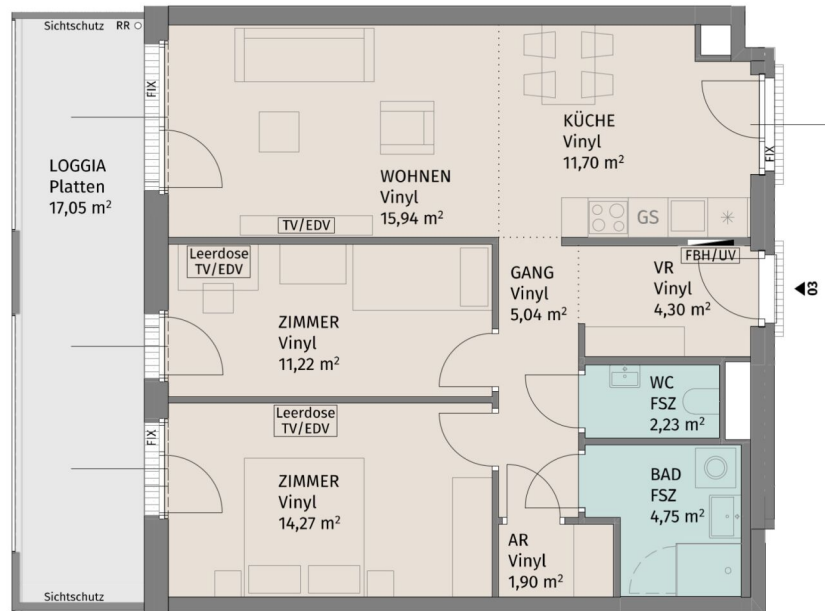 Sichtschutz RR
FIX
LOGGIA
Platten
17,05 m²
WOHNEN
Vinyl
15,94 m²
TV/EDV
KÜCHE
Vinyl
11,70 m²
FIX
GS
Leerdose
TV/EDV
ZIMMER
Vinyl
11,22 m²
GANG
Vinyl
5,04 m²
VR
Vinyl
4,30 m²
FBH/UV
03
WC
FSZ
2,23 m²
FIX
Leerdose
TV/EDV
ZIMMER
Vinyl
14,27 m²
BAD
FSZ
4,75 m²
AR
Vinyl
1,90 m²
Sichtschutz